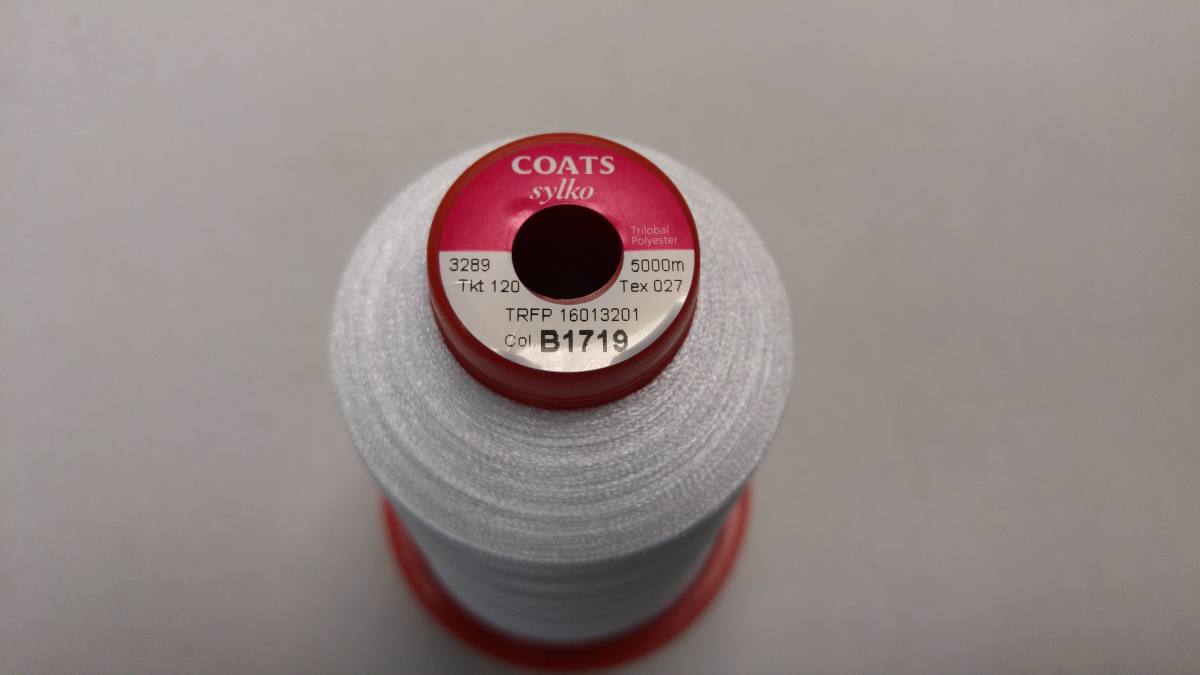 COATS
sylko
Trilobal
Polyester
3289 5000m
Tkt 120 Tex 027
TRFP 16013201
Col. B1719